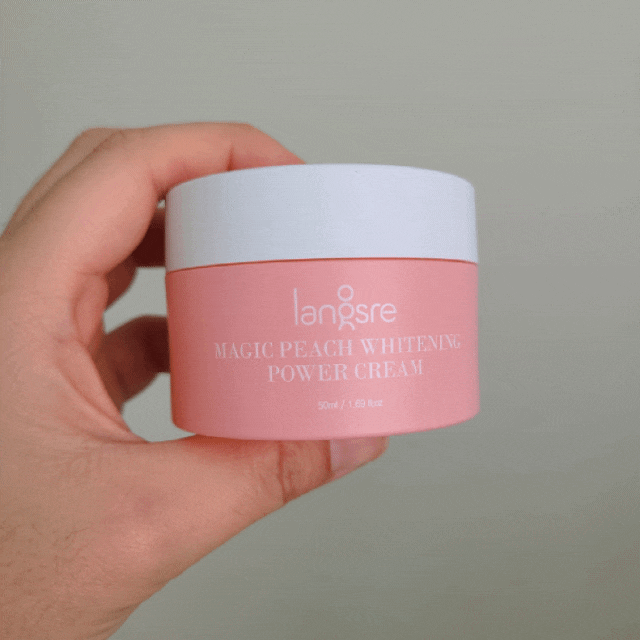 langsre
MAGIC PEACH WHITENING
POWER CREAM
50ml / 1.69 fl.oz